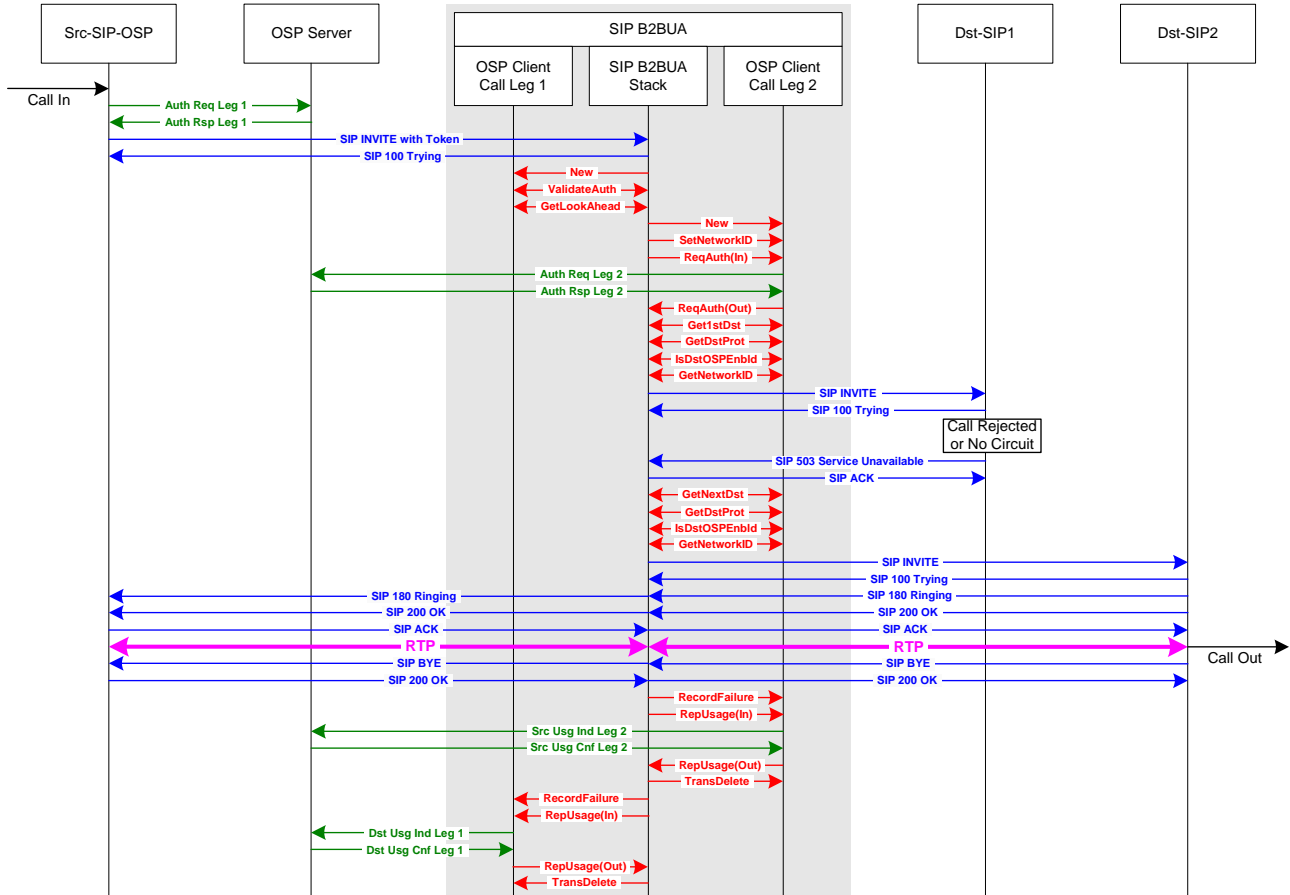 Src-SIP-OSP
OSP Server
SIP B2BUA
Dst-SIP1
Dst-SIP2
OSP Client
Call Leg 1
SIP B2BUA
Stack
OSP Client
Call Leg 2
Call In
Auth Req Leg 1
Auth Rsp Leg 1
SIP INVITE with Token
SIP 100 Trying
New
ValidateAuth
GetLookAhead
New
SetNetworkID
ReqAuth(In)
Auth Req Leg 2
Auth Rsp Leg 2
ReqAuth(Out)
Get1stDst
GetDstProt
IsDstOSPEnbld
GetNetworkID
SIP INVITE
SIP 100 Trying
Call Rejected
or No Circuit
SIP 503 Service Unavailable
SIP ACK
GetNextDst
GetDstProt
IsDstOSPEnbld
GetNetworkID
SIP INVITE
SIP 100 Trying
SIP 180 Ringing SIP 180 Ringing
SIP 200 OK SIP 200 OK
SIP ACK SIP ACK
RTP RTP
SIP BYE SIP BYE
Call Out
SIP 200 OK SIP 200 OK
RecordFailure
RepUsage(In)
Src Usg Ind Leg 2
Src Usg Cnf Leg 2
RepUsage(Out)
TransDelete
RecordFailure
RepUsage(In)
Dst Usg Ind Leg 1
Dst Usg Cnf Leg 1
RepUsage(Out)
TransDelete